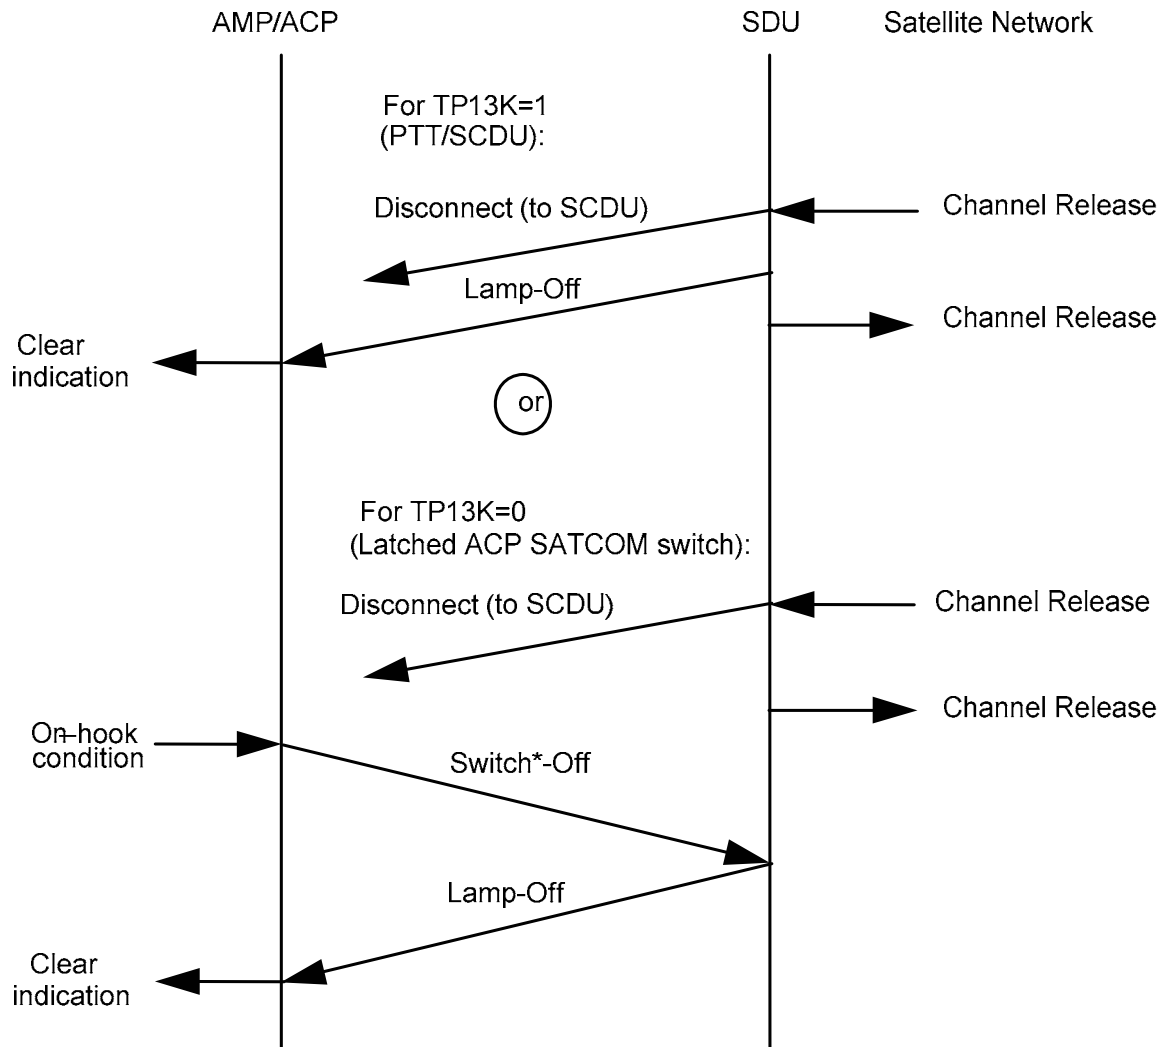 AMP/ACP
SDU
Satellite Network
For TP13K=1
(PTT/SCDU):
Disconnect (to SCDU)
Channel Release
Lamp-Off
Channel Release
Clear
indication
or
For TP13K=0
(Latched ACP SATCOM switch):
Disconnect (to SCDU)
Channel Release
Channel Release
On-hook
condition
Switch*-Off
Lamp-Off
Clear
indication